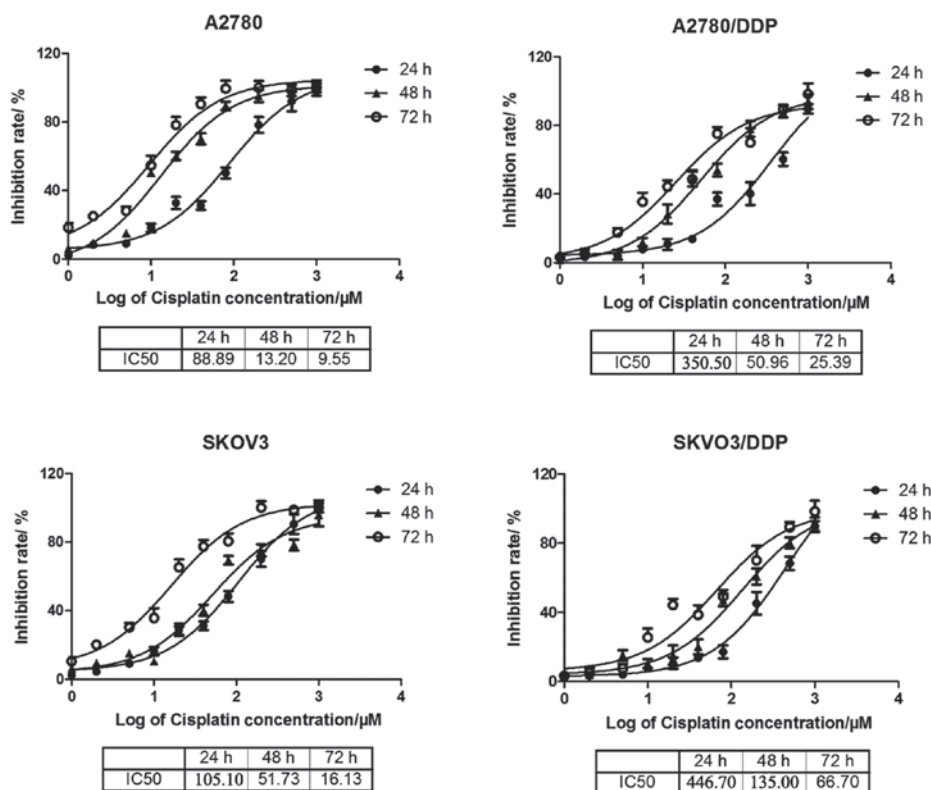 A2780
120
80
40
0
0 1 2 3 4
Inhibition rate/ %
Log of Cisplatin concentration/µM
24 h
48 h
72 h
24 h 48 h 72 h
IC50 88.89 13.20 9.55
A2780/DDP
120
80
40
0
0 1 2 3 4
Inhibition rate/ %
Log of Cisplatin concentration/µM
24 h
48 h
72 h
24 h 48 h 72 h
IC50 350.50 50.96 25.39
SKOV3
120
80
40
0
0 1 2 3 4
Inhibition rate/ %
Log of Cisplatin concentration/µM
24 h
48 h
72 h
24 h 48 h 72 h
IC50 105.10 51.73 16.13
SKVO3/DDP
120
80
40
0
0 1 2 3 4
Inhibition rate/ %
Log of Cisplatin concentration/µM
24 h
48 h
72 h
24 h 48 h 72 h
IC50 446.70 135.00 66.70